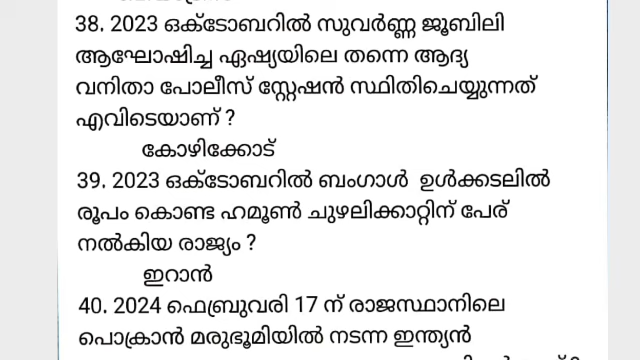 38. 2023 ഒക്ടോബറിൽ സുവർണ്ണ ജൂബിലി
ആഘോഷിച്ച ഏഷ്യയിലെ തന്നെ ആദ്യ
വനിതാ പോലീസ് സ്റ്റേഷൻ സ്ഥിതിചെയ്യുന്നത്
എവിടെയാണ് ?
കോഴിക്കോട്
39. 2023 ഒക്ടോബറിൽ ബംഗാൾ ഉൾക്കടലിൽ
രൂപം കൊണ്ട ഹമൂൺ ചുഴലിക്കാറ്റിന് പേര്
നൽകിയ രാജ്യം ?
ഇറാൻ
40. 2024 ഫെബ്രുവരി 17 ന് രാജസ്ഥാനിലെ
പൊക്രാൻ മരുഭൂമിയിൽ നടന്ന ഇന്ത്യൻ